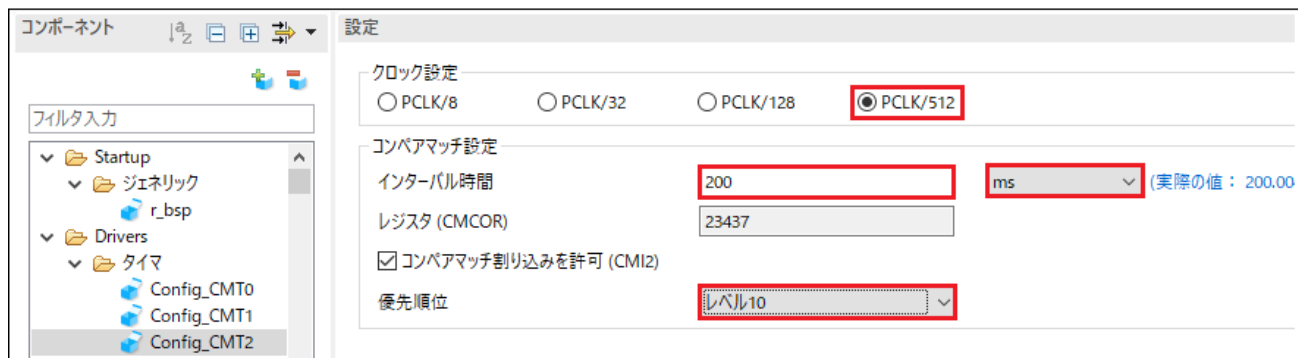 コンポーネント
設定
フィルタ入力
Startup
ジェネリック
r_bsp
Drivers
タイマ
Config_CMT0
Config_CMT1
Config_CMT2
クロック設定
PCLK/8 PCLK/32 PCLK/128 PCLK/512
コンペアマッチ設定
インターバル時間 200 ms (実際の値： 200.00
レジスタ (CMCOR) 23437
コンペアマッチ割り込みを許可 (CMI2)
優先順位 レベル10